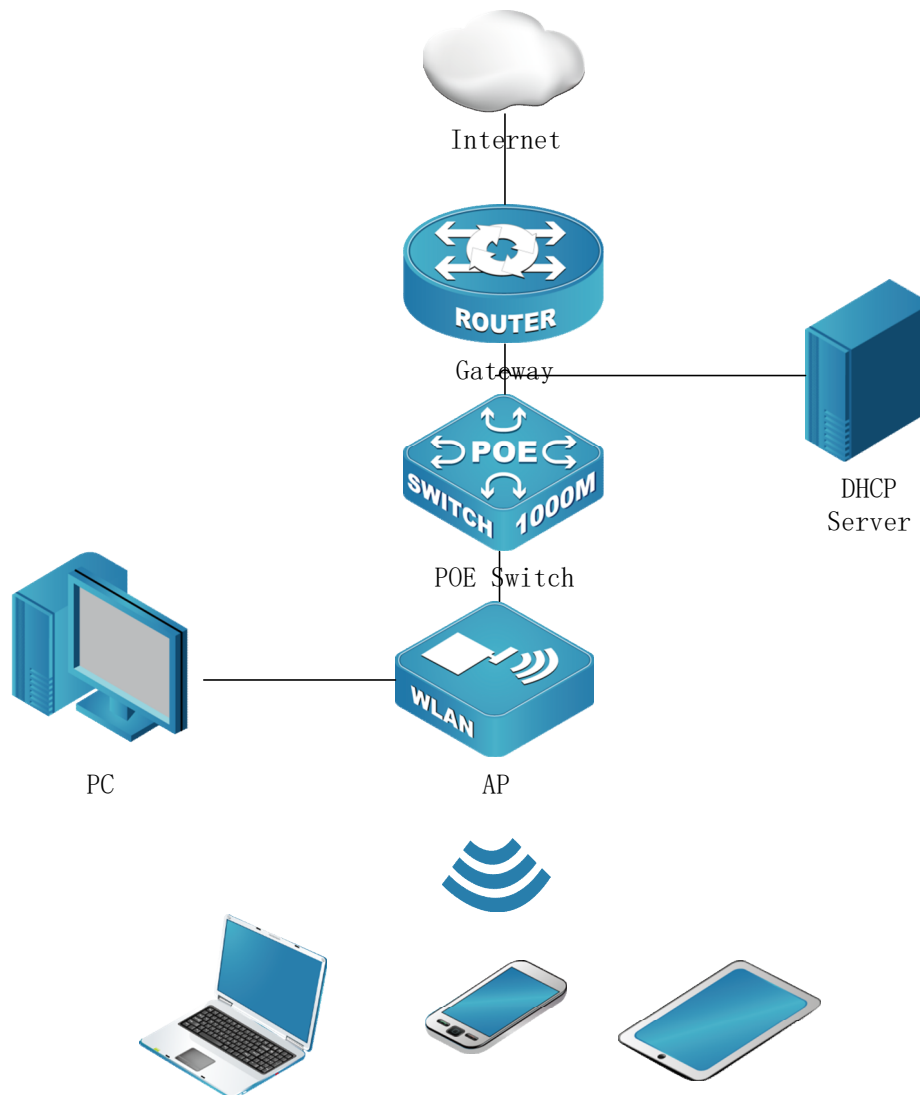 Internet
ROUTER
Gateway
POE
SWITCH 1000M
DHCP
Server
POE Switch
WLAN
PC
AP